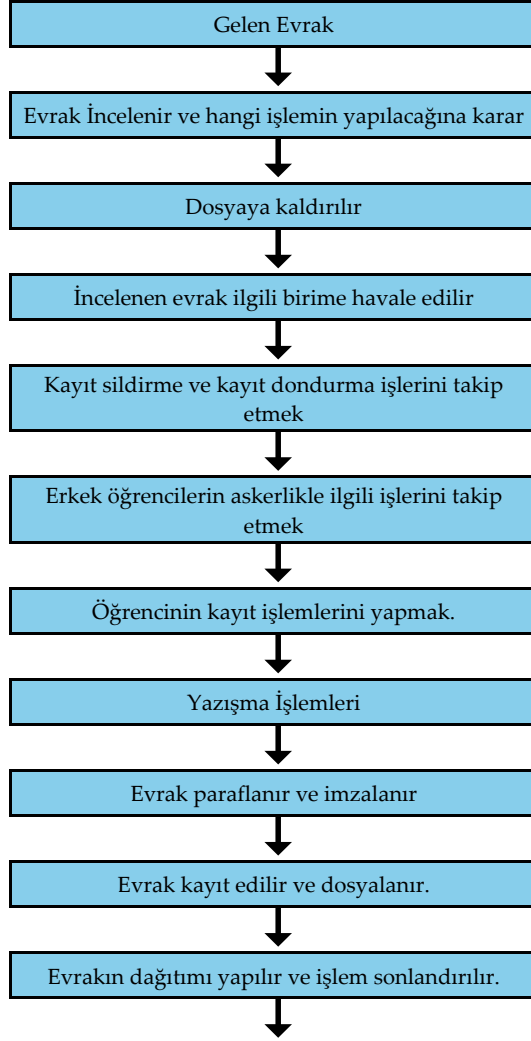 Gelen Evrak
Evrak İncelenir ve hangi işlemin yapılacağına karar
Dosyaya kaldırılır
İncelenen evrak ilgili birime havale edilir
Kayıt sildirme ve kayıt dondurma işlerini takip
etmek
Erkek öğrencilerin askerlikle ilgili işlerini takip
etmek
Öğrencinin kayıt işlemlerini yapmak.
Yazışma İşlemleri
Evrak paraflanır ve imzalanır
Evrak kayıt edilir ve dosyalanır.
Evrakın dağıtımı yapılır ve işlem sonlandırılır.